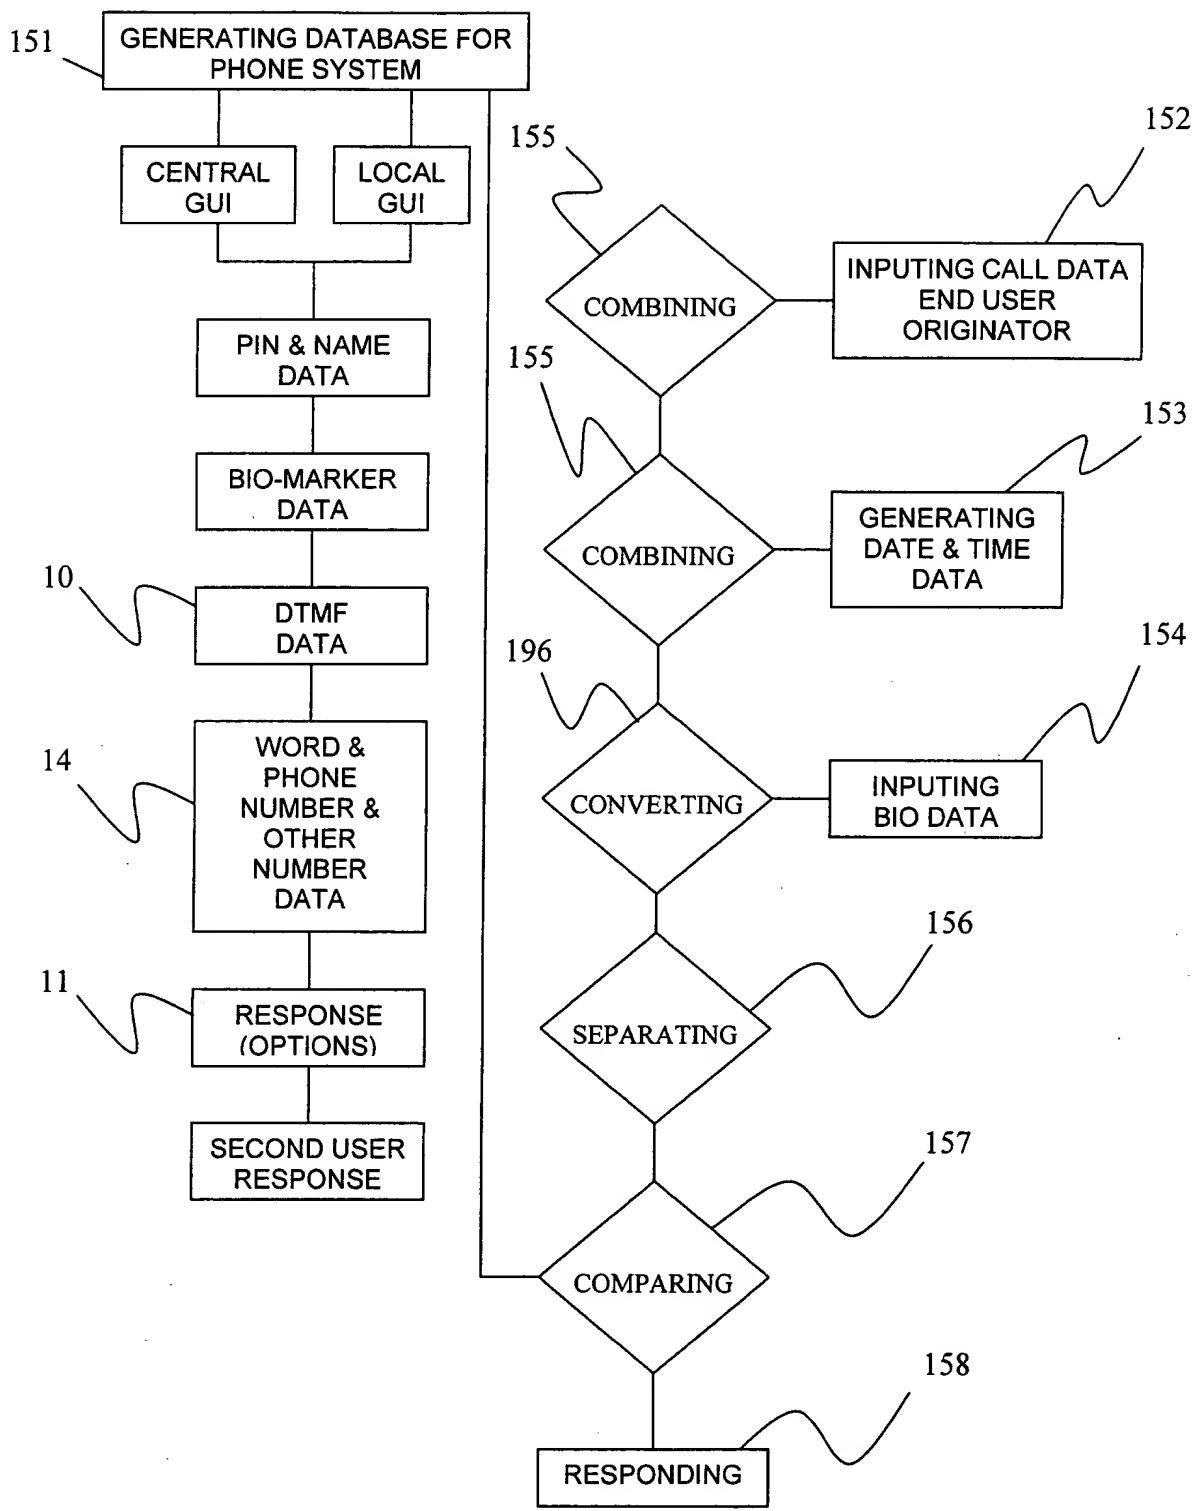 151
GENERATING DATABASE FOR
PHONE SYSTEM
CENTRAL
GUI
LOCAL
GUI
PIN & NAME
DATA
BIO-MARKER
DATA
10
DTMF
DATA
14
WORD &
PHONE
NUMBER &
OTHER
NUMBER
DATA
11
RESPONSE
(OPTIONS)
SECOND USER
RESPONSE
155
COMBINING
152
INPUTING CALL DATA
END USER
ORIGINATOR
155
COMBINING
153
GENERATING
DATE & TIME
DATA
196
CONVERTING
154
INPUTING
BIO DATA
156
SEPARATING
157
COMPARING
158
RESPONDING